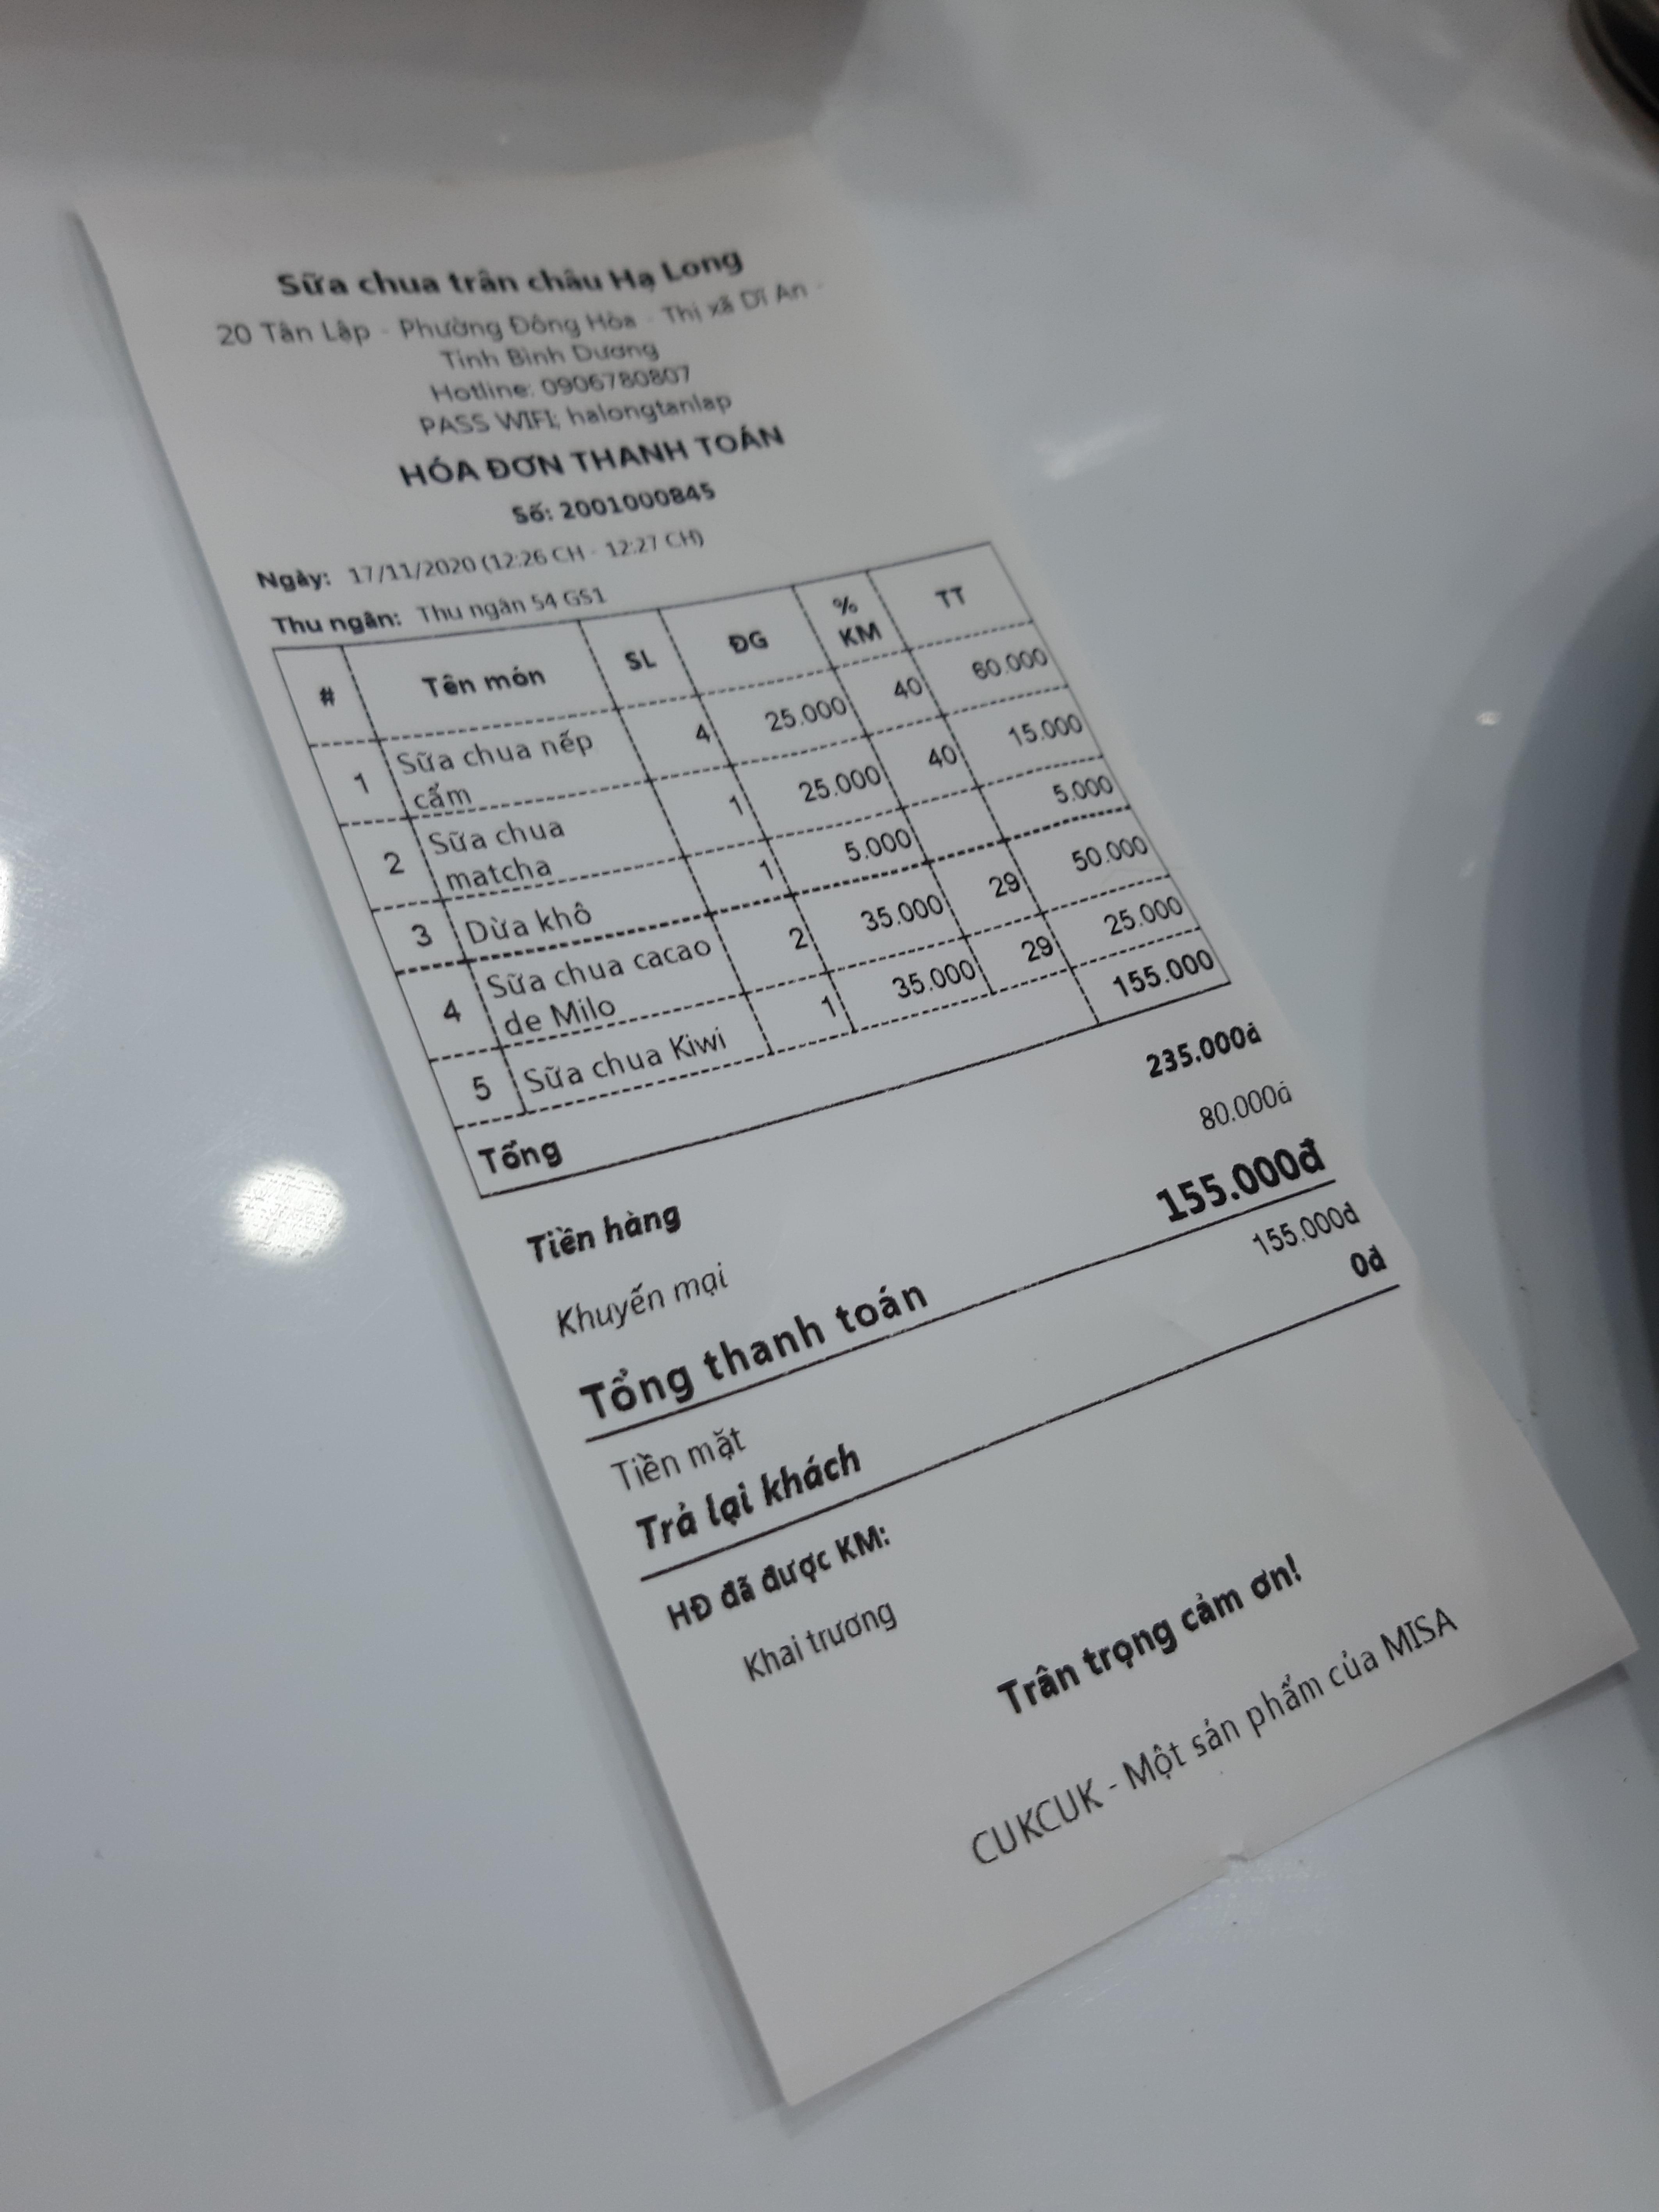 Sữa chua trân châu Hạ Long
20 Tân Lập - Phường Đông Hòa - Thị xã Dĩ An -
Tỉnh Bình Dương
Hotline: 0906780807
PASS WIFI; halongtanlap
HÓA ĐƠN THANH TOÁN
Số: 2001000845
Ngày: 17/11/2020 (12:26 CH - 12:27 CH)
Thu ngân: Thu ngân 54 GS1
# Tên món SL ĐG % KM TT
1 Sữa chua nếp cẩm 4 25.000 40 60.000
2 Sữa chua matcha 1 25.000 40 15.000
3 Dừa khô 1 5.000 5.000
4 Sữa chua cacao de Milo 2 35.000 29 50.000
5 Sữa chua Kiwi 1 35.000 29 25.000
Tổng 155.000
Tiền hàng 235.000đ
Khuyến mại 80.000đ
Tổng thanh toán 155.000đ
Tiền mặt 155.000đ
Trả lại khách 0đ
HĐ đã được KM:
Khai trương
Trân trọng cảm ơn!
CUKCUK - Một sản phẩm của MISA